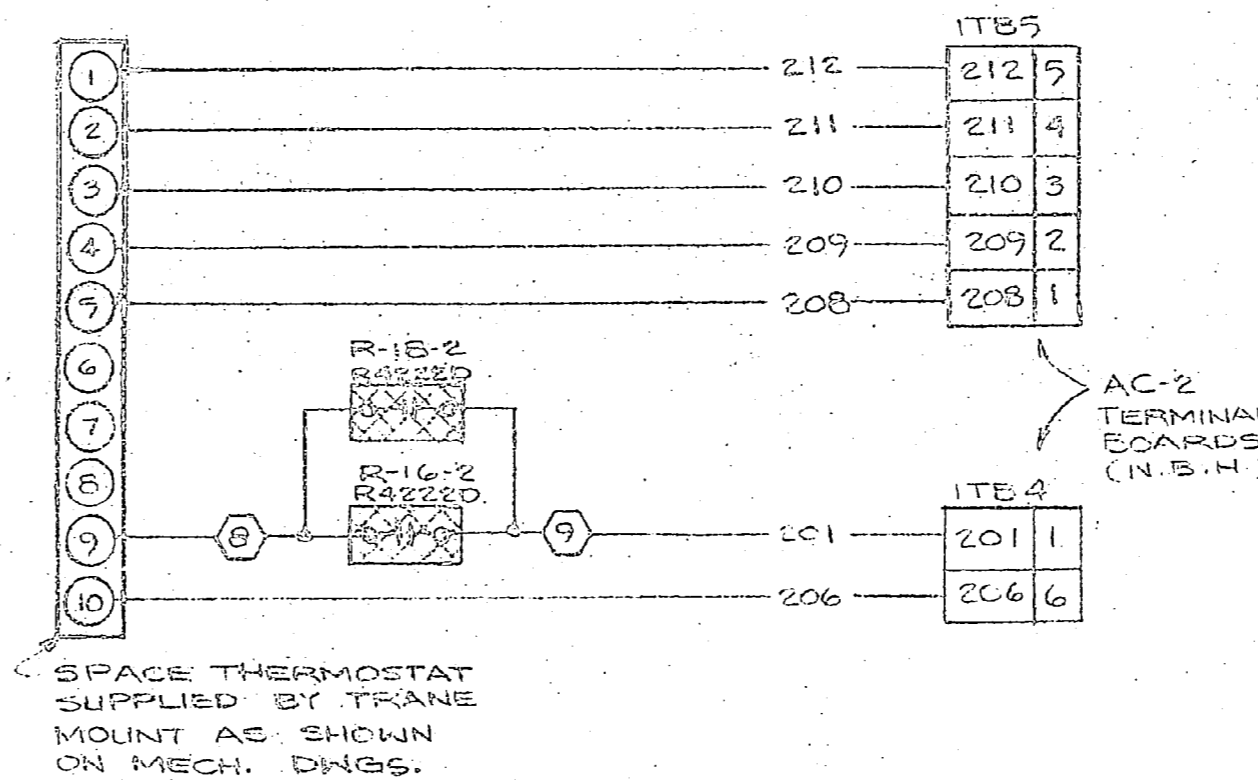 1TB5
1 212 212 5
2 211 211 4
3 210 210 3
4 209 209 2
5 208 208 1
6
R-18-2
R4222D
7
8
AC-2
TERMINAL
BOARDS
(N.B.H.
R-16-2
R4222D.
1TB4
9 8 9 201 201 1
10 206 206 6
SPACE THERMOSTAT
SUPPLIED BY TRANE
MOUNT AS SHOWN
ON MECH. DWGS.